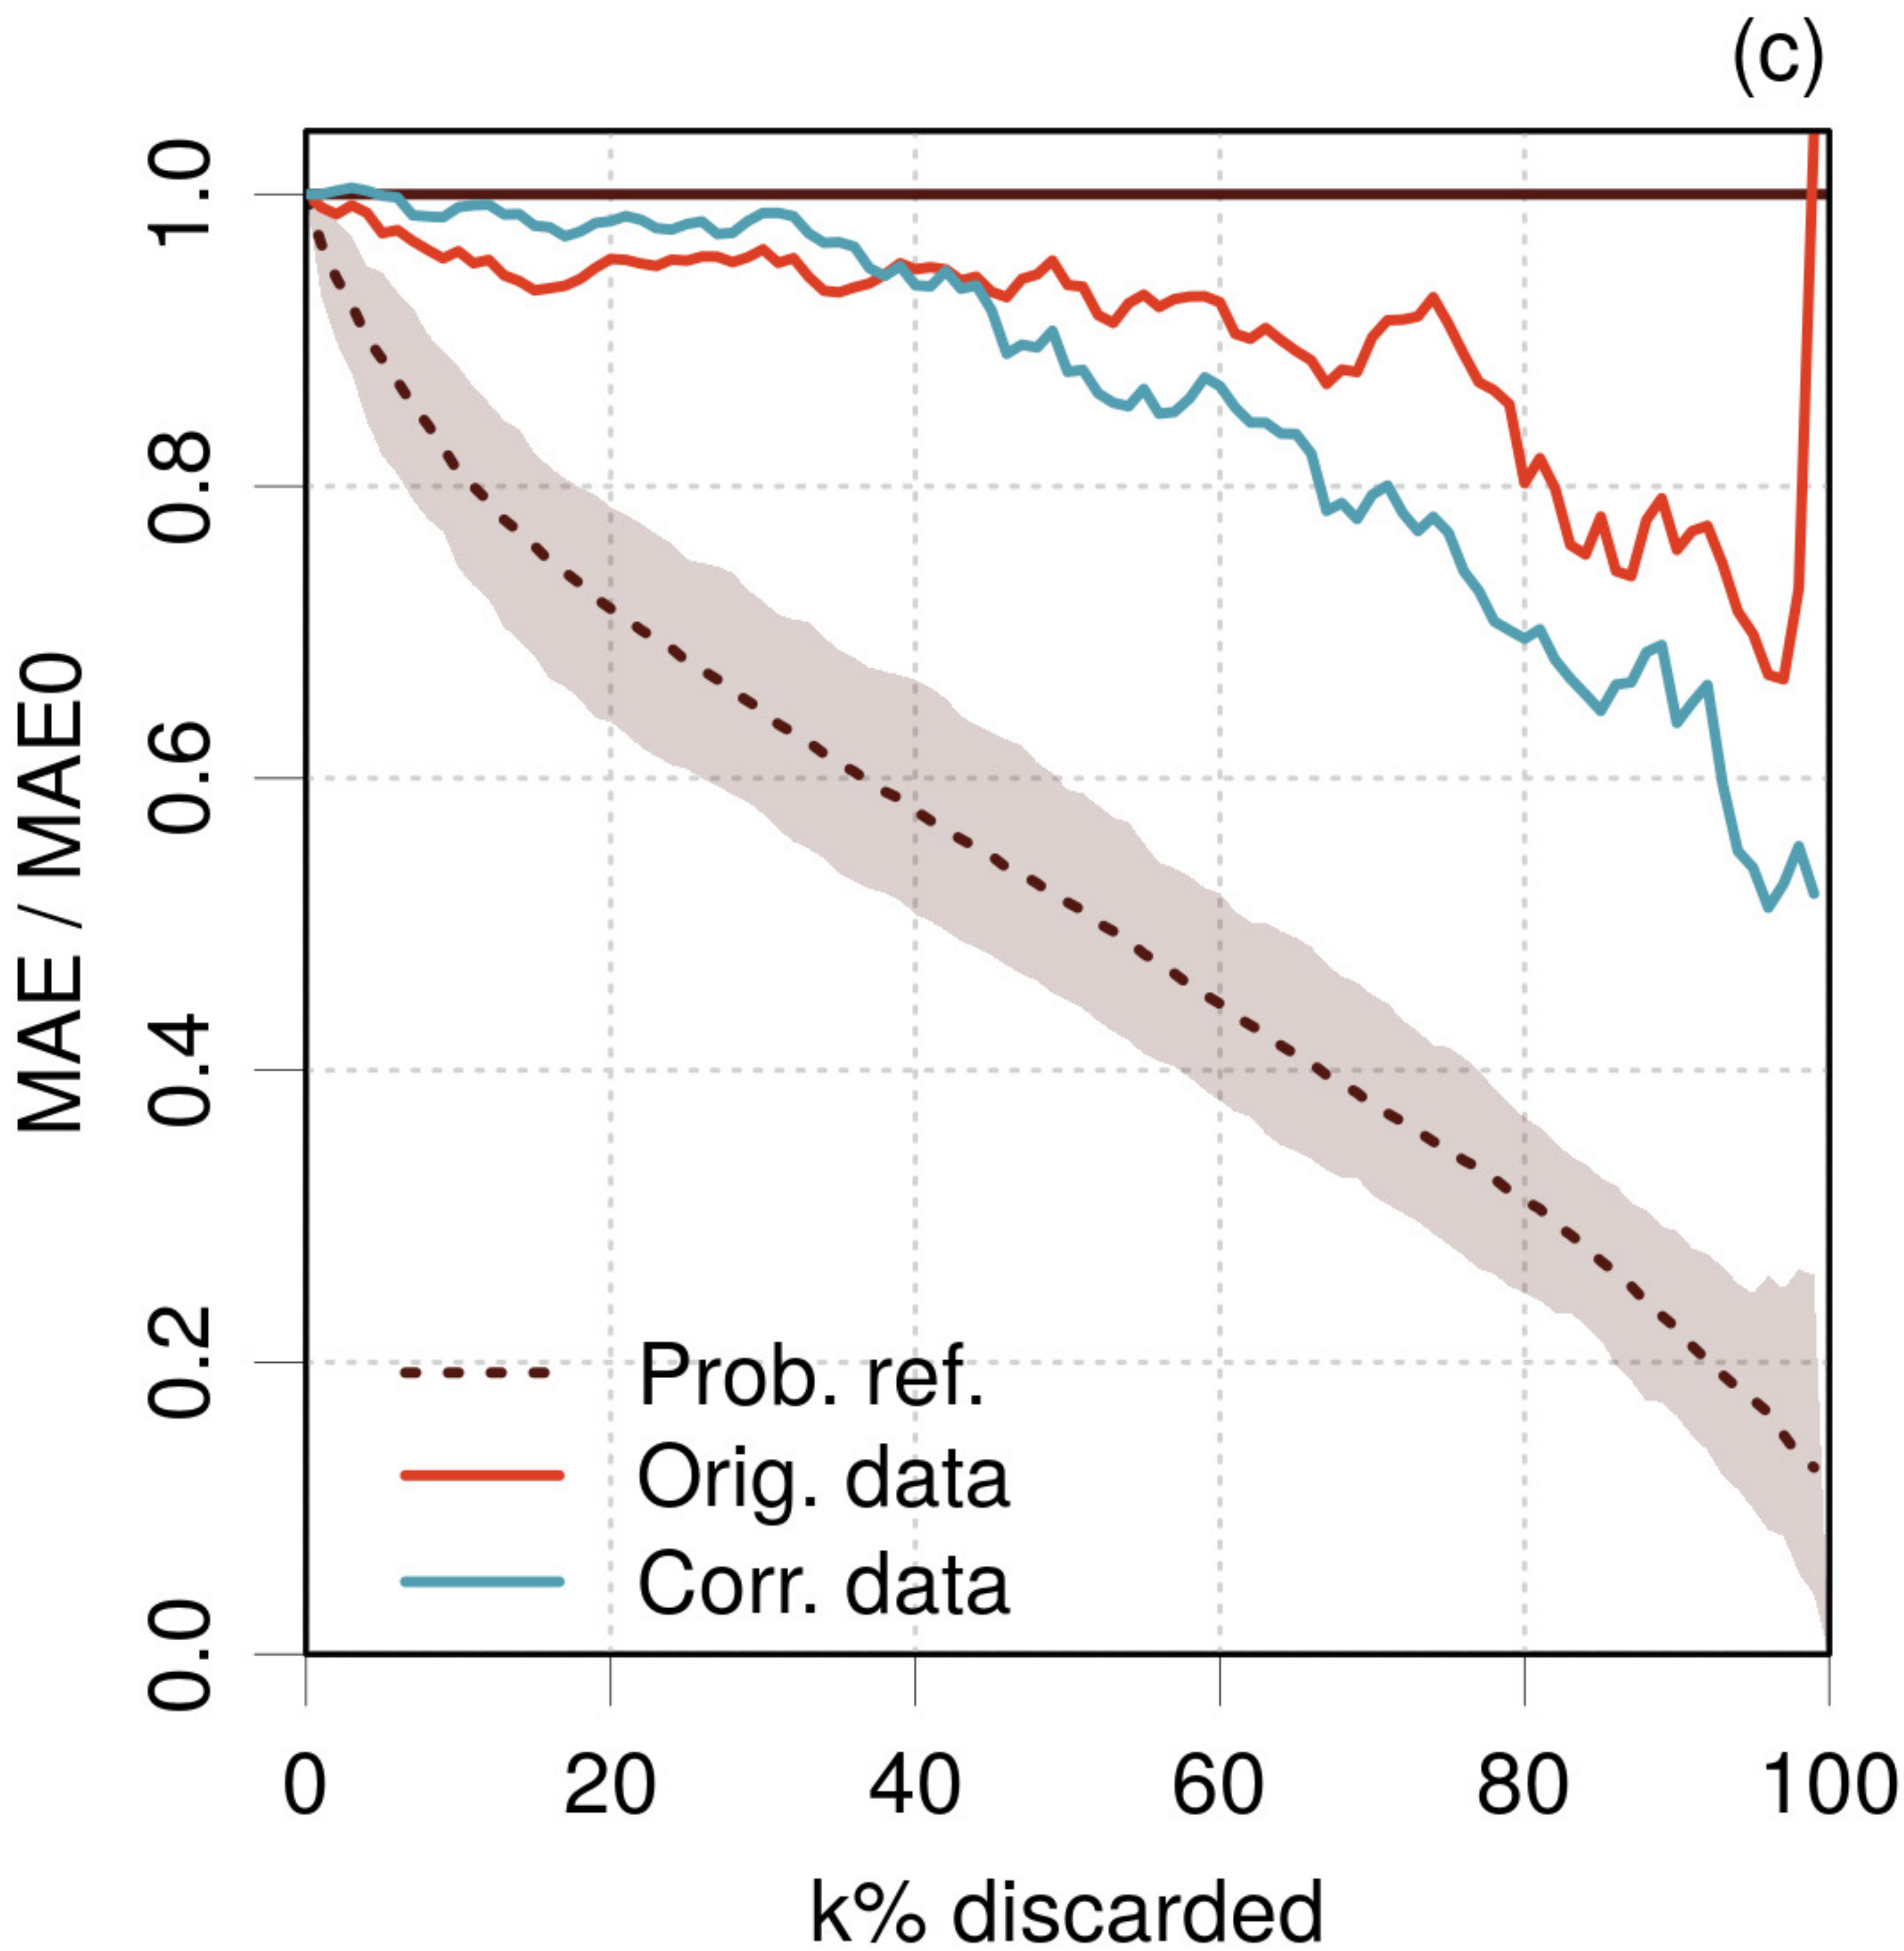 (c)
MAE / MAE0
1.0
0.8
0.6
0.4
0.2
0.0
Prob. ref.
Orig. data
Corr. data
0 20 40 60 80 100
k% discarded